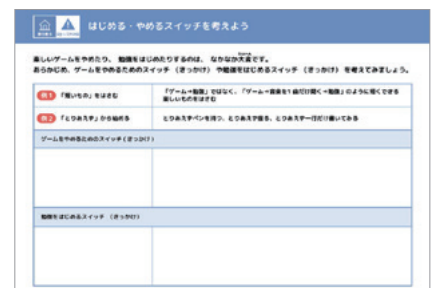 はじめる・やめるスイッチを考えよう
楽しいゲームをやめたり、勉強をはじめたりするのは、なかなか大変です。
あらかじめ、ゲームをやめるためのスイッチ(きっかけ)や勉強をはじめるスイッチ(きっかけ)を考えてみましょう。
例1 「短いもの」をはさむ
「ゲーム→勉強」ではなく、「ゲーム→音楽を1曲だけ聞く→勉強」のように短くできる
楽しいものをはさむ
例2 「とりあえず」から始める
とりあえずペンを持つ、とりあえず座る、とりあえず一行だけ書いてみる
ゲームをやめるためのスイッチ(きっかけ)
勉強をはじめるスイッチ(きっかけ)